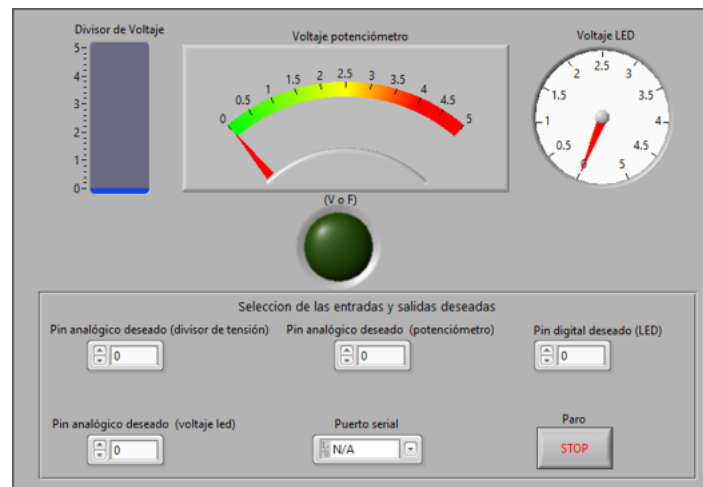 Divisor de Voltaje
5-
4-
3-
2-
1-
0-
Voltaje potenciómetro
0 0.5 1 1.5 2 2.5 3 3.5 4 4.5 5
Voltaje LED
0 0.5 1 1.5 2 2.5 3 3.5 4 4.5 5
(V o F)
Seleccion de las entradas y salidas deseadas
Pin analógico deseado (divisor de tensión) Pin analógico deseado (potenciómetro) Pin digital deseado (LED)
0 0 0
Pin analógico deseado (voltaje led) Puerto serial Paro
0 N/A STOP